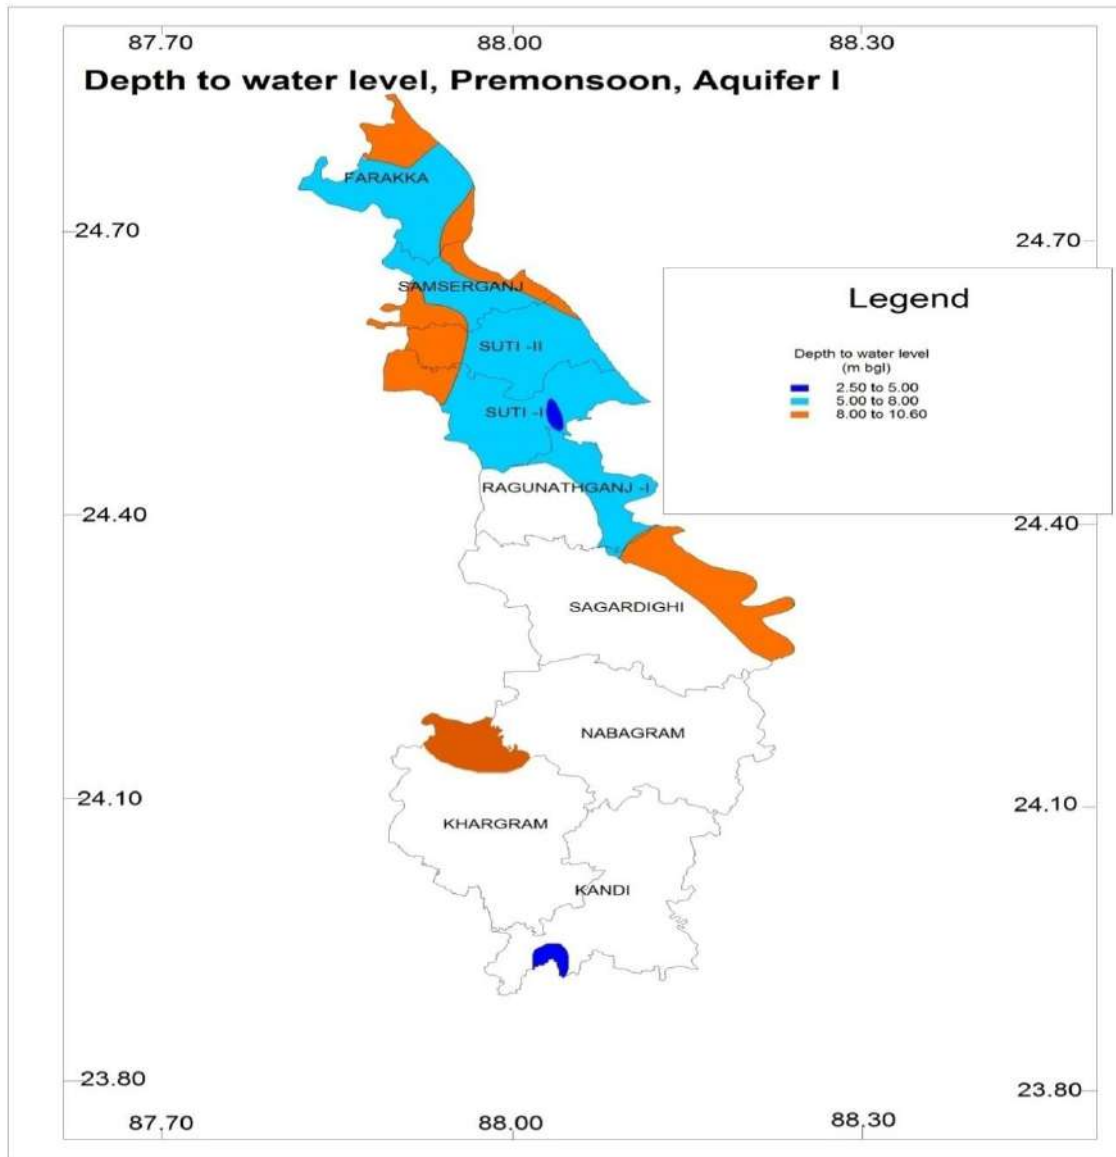 87.70 88.00 88.30
Depth to water level, Premonsoon, Aquifer I
FARAKKA
24.70 24.70
SAMSERGANJ
Legend
SUTI -II
Depth to water level
(m bgl)
2.50 to 5.00
5.00 to 8.00
8.00 to 10.60
SUTI -I
RAGUNATHGANJ -I
24.40 24.40
SAGARDIGHI
NABAGRAM
24.10 24.10
KHARGRAM
KANDI
23.80 23.80
87.70 88.00 88.30